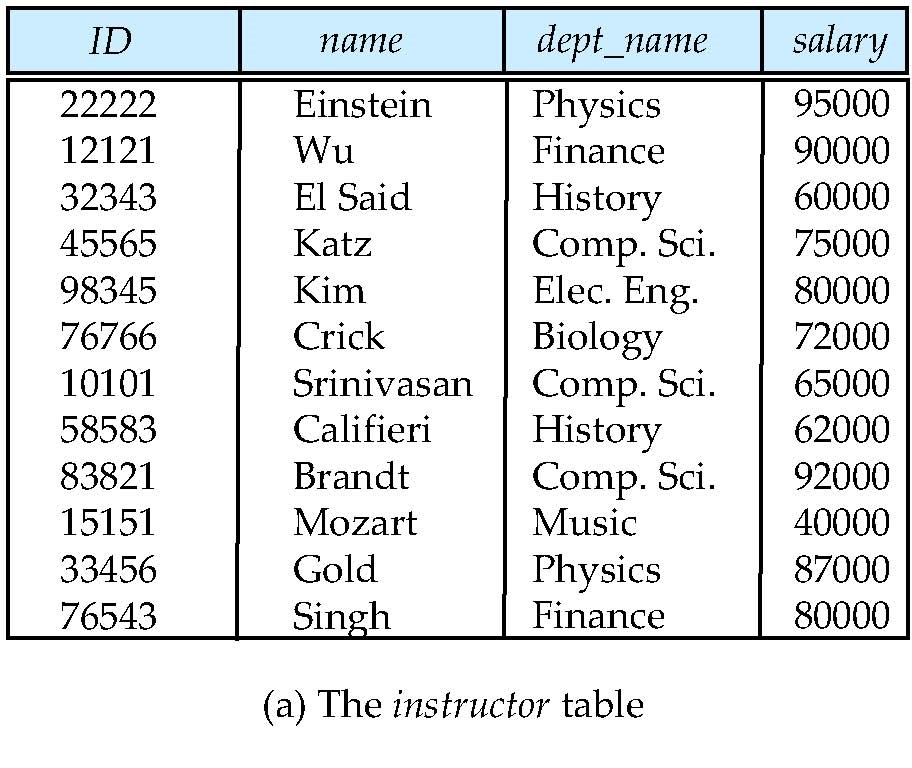 ID name dept_name salary
22222 Einstein Physics 95000
12121 Wu Finance 90000
32343 El Said History 60000
45565 Katz Comp. Sci. 75000
98345 Kim Elec. Eng. 80000
76766 Crick Biology 72000
10101 Srinivasan Comp. Sci. 65000
58583 Califieri History 62000
83821 Brandt Comp. Sci. 92000
15151 Mozart Music 40000
33456 Gold Physics 87000
76543 Singh Finance 80000
(a) The instructor table